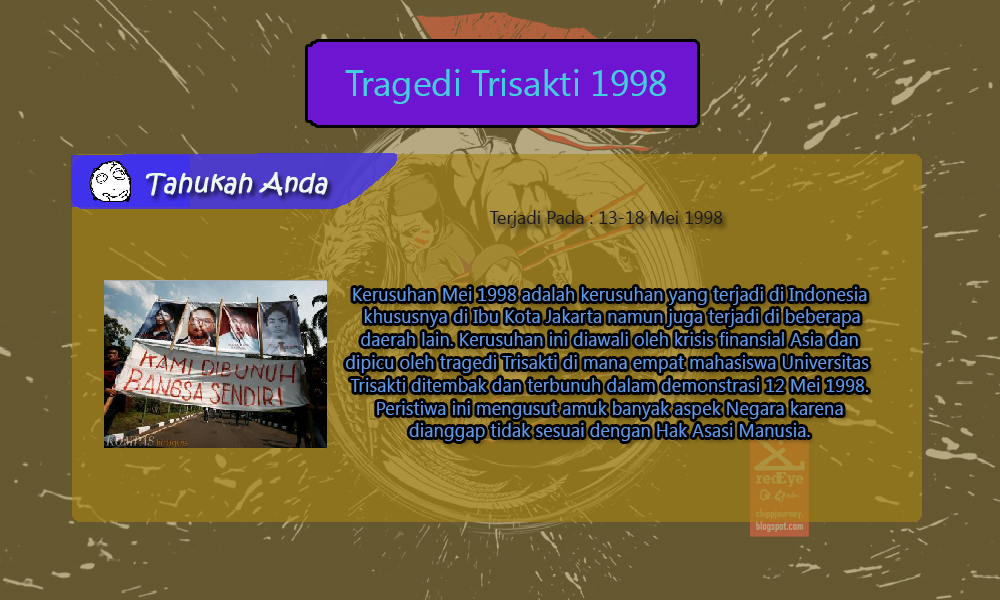 Tragedi Trisakti 1998
Tahukah Anda
Terjadi Pada : 13-18 Mei 1998
KAMI DIBUNUH
BANGSA SENDIRI
KOMPAS images
Kerusuhan Mei 1998 adalah kerusuhan yang terjadi di Indonesia
khususnya di Ibu Kota Jakarta namun juga terjadi di beberapa
daerah lain. Kerusuhan ini diawali oleh krisis finansial Asia dan
dipicu oleh tragedi Trisakti di mana empat mahasiswa Universitas
Trisakti ditembak dan terbunuh dalam demonstrasi 12 Mei 1998.
Peristiwa ini mengusut amuk banyak aspek Negara karena
dianggap tidak sesuai dengan Hak Asasi Manusia.
redEye
chippjourney.
blogspot.com